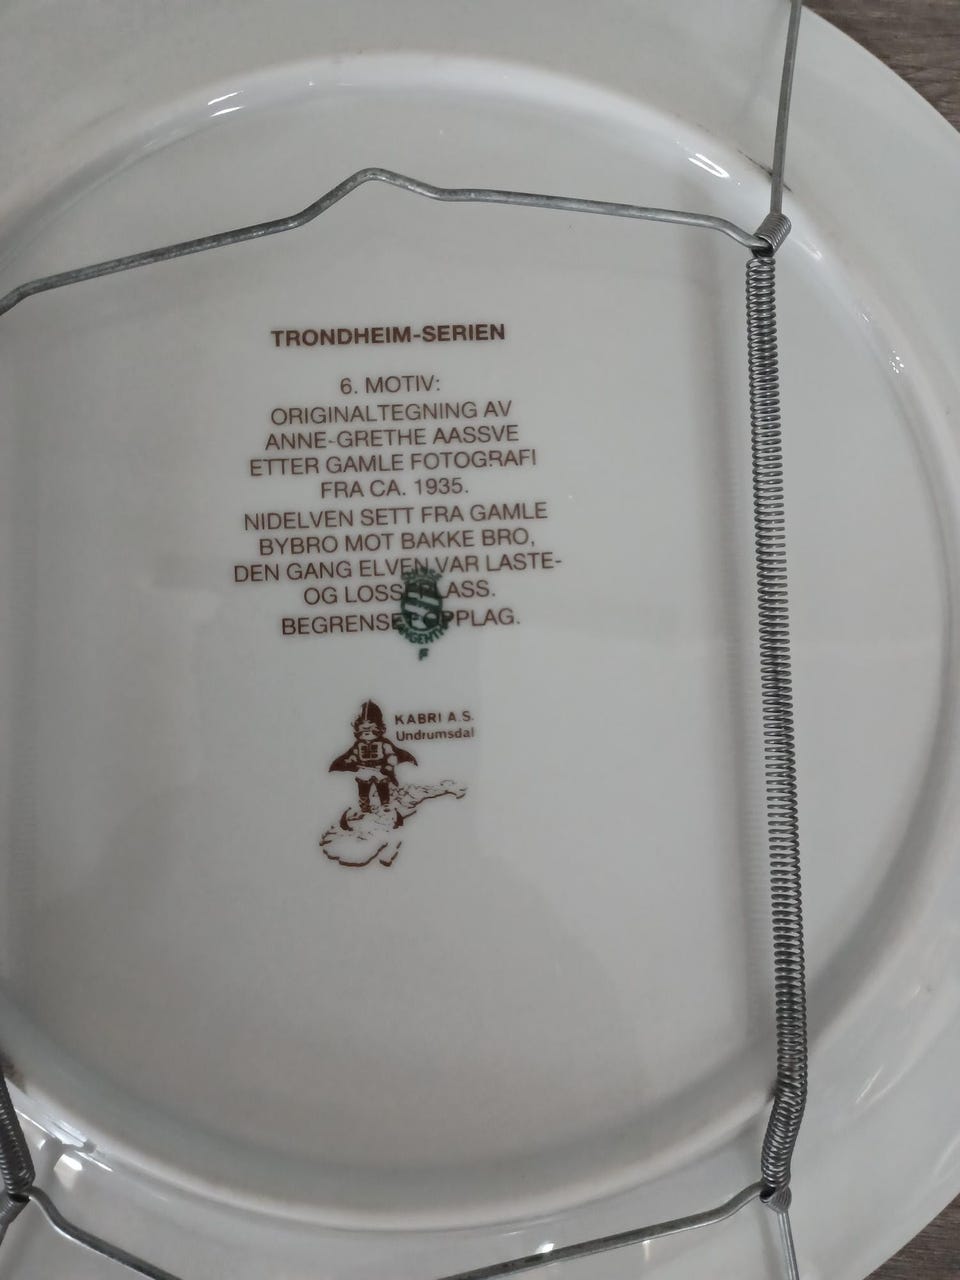 TRONDHEIM-SERIEN
6. MOTIV:
ORIGINALTEGNING AV
ANNE-GRETHE AASSVE
ETTER GAMLE FOTOGRAFI
FRA CA. 1935.
NIDELVEN SETT FRA GAMLE
BYBRO MOT BAKKE BRO,
DEN GANG ELVEN VAR LASTE-
OG LOSSEPLASS.
BEGRENSET OPPLAG.
KABRI A.S.
Undrumsdal